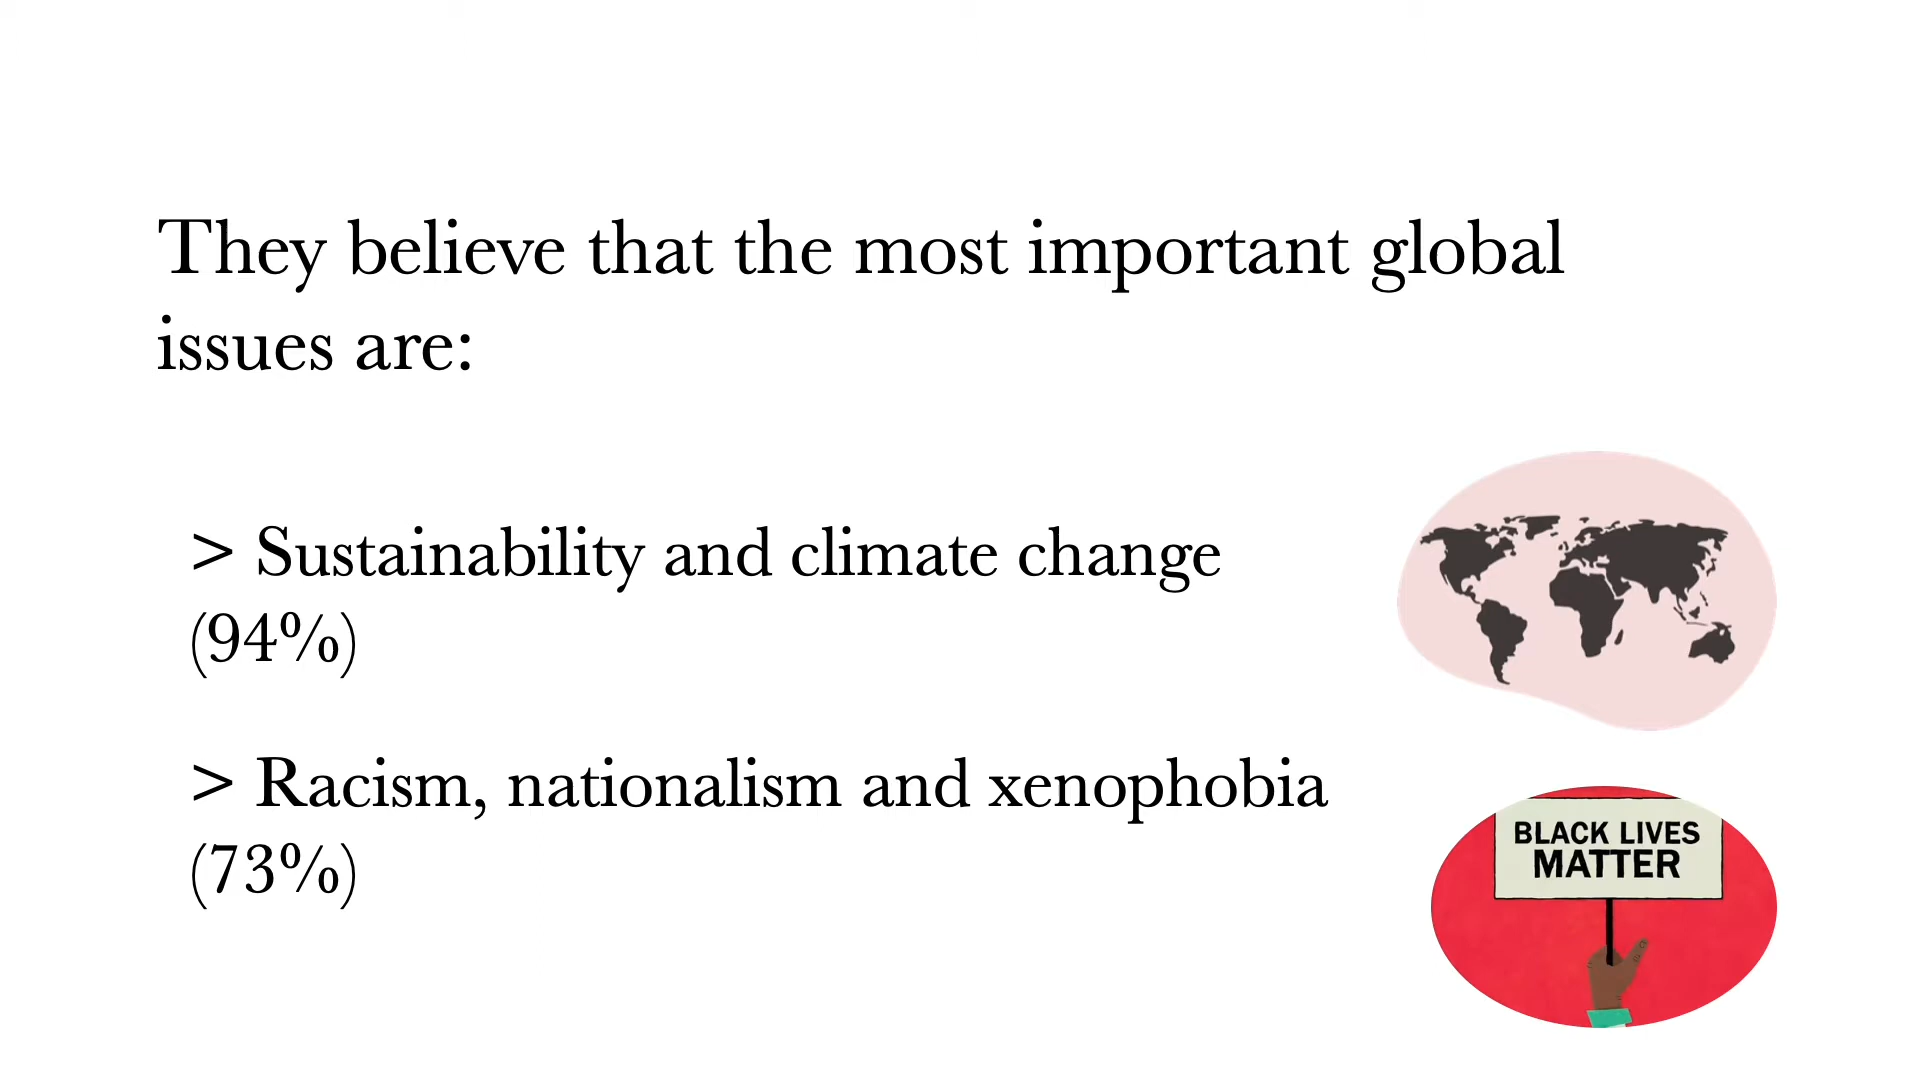 They believe that the most important global
issues are:
> Sustainability and climate change
(94%)
> Racism, nationalism and xenophobia
(73%)
BLACK LIVES
MATTER